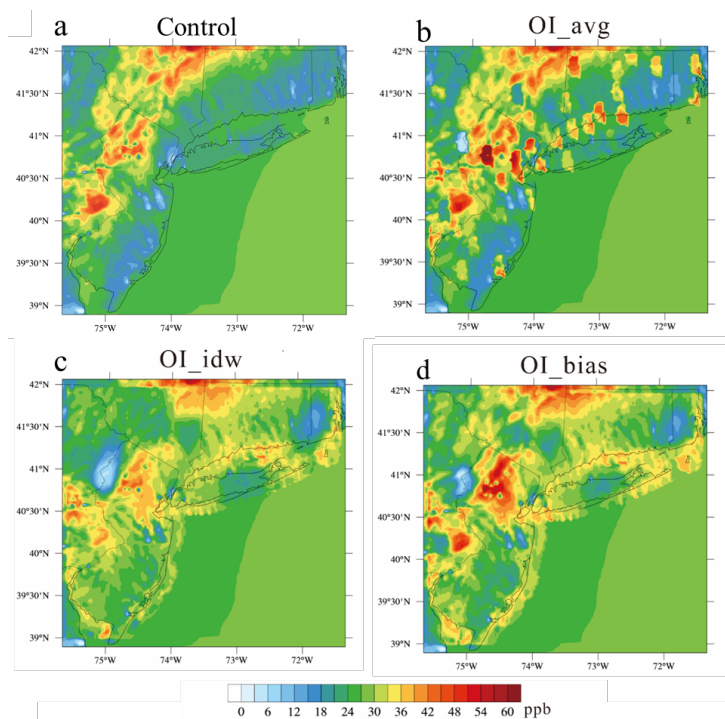 a Control
42°N
41°30'N
41°N
40°30'N
40°N
39°30'N
39°N
75°W 74°W 73°W 72°W
b OI_avg
42°N
41°30'N
41°N
40°30'N
40°N
39°30'N
39°N
75°W 74°W 73°W 72°W
c OI_idw
42°N
41°30'N
41°N
40°30'N
40°N
39°30'N
39°N
75°W 74°W 73°W 72°W
d OI_bias
42°N
41°30'N
41°N
40°30'N
40°N
39°30'N
39°N
75°W 74°W 73°W 72°W
0 6 12 18 24 30 36 42 48 54 60 ppb